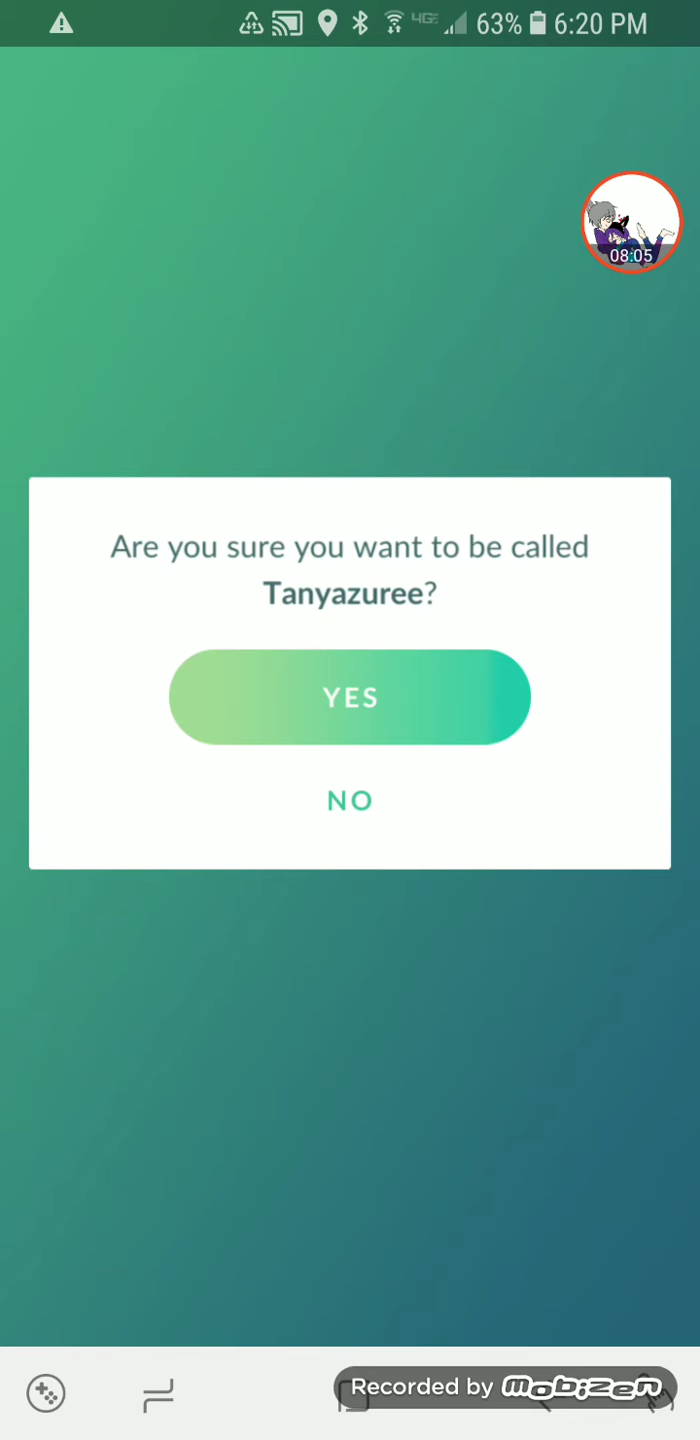 4G 63% 6:20 PM
08:05
Are you sure you want to be called
Tanyazuree?
YES
NO
Recorded by mobizen